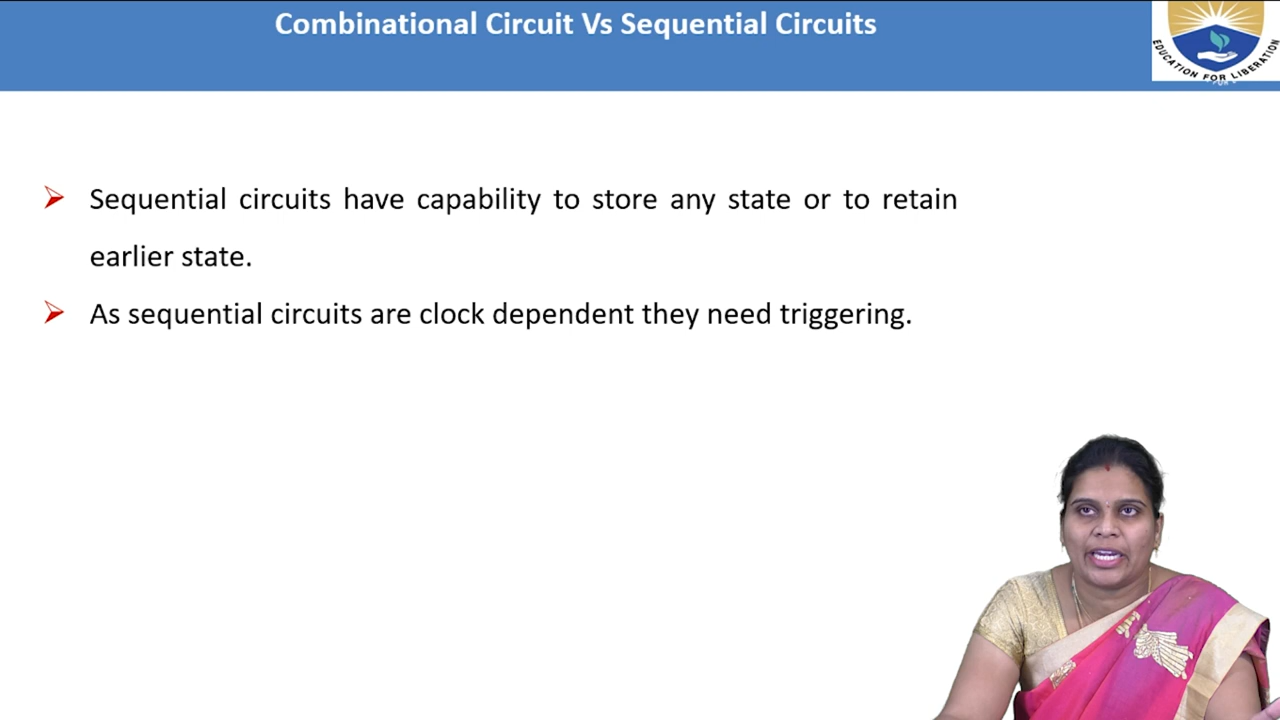 Combinational Circuit Vs Sequential Circuits
EDUCATION FOR LIBERATION
➢ Sequential circuits have capability to store any state or to retain
earlier state.
➢ As sequential circuits are clock dependent they need triggering.